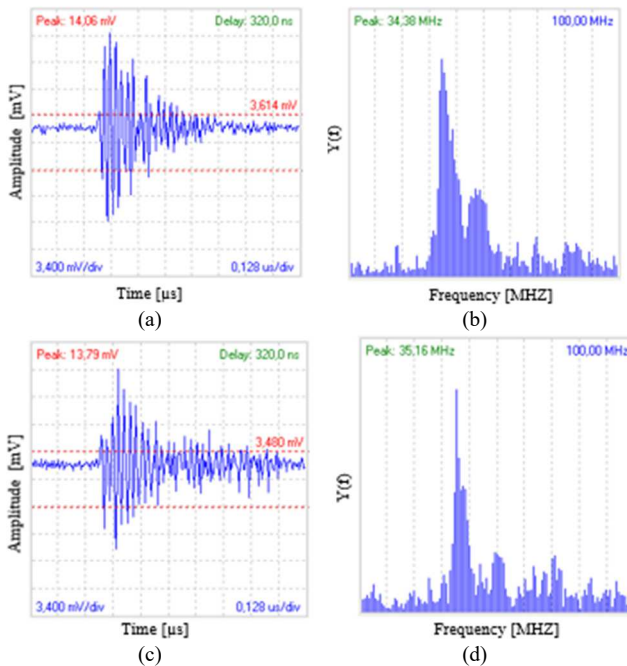 Peak: 14,06 mV Delay: 320,0 ns
3,614 mV
Amplitude [mV]
3,400 mV/div 0,128 us/div
Time [µs]
(a)
Peak: 34,38 MHz 100,00 MHz
Y(f)
Frequency [MHZ]
(b)
Peak: 13,79 mV Delay: 320,0 ns
3,480 mV
Amplitude [mV]
3,400 mV/div 0,128 us/div
Time [µs]
(c)
Peak: 35,16 MHz 100,00 MHz
Y(f)
Frequency [MHZ]
(d)